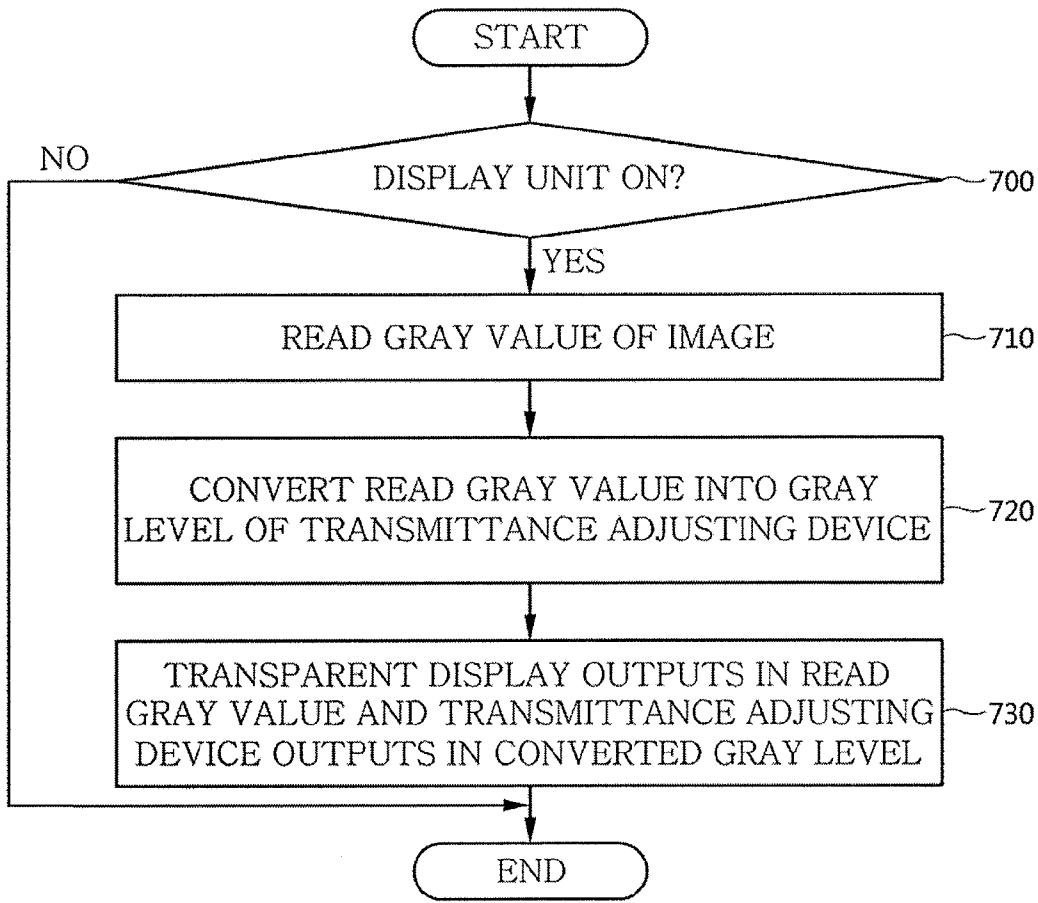 START
NO
DISPLAY UNIT ON?
700
YES
READ GRAY VALUE OF IMAGE
710
CONVERT READ GRAY VALUE INTO GRAY
LEVEL OF TRANSMITTANCE ADJUSTING DEVICE
720
TRANSPARENT DISPLAY OUTPUTS IN READ
GRAY VALUE AND TRANSMITTANCE ADJUSTING
DEVICE OUTPUTS IN CONVERTED GRAY LEVEL
730
END